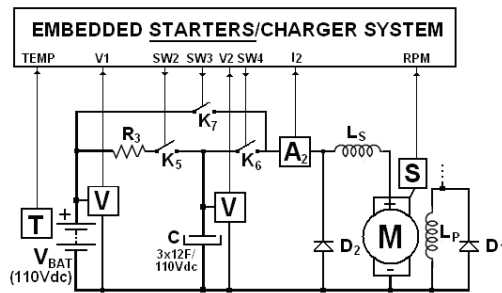 EMBEDDED STARTERS/CHARGER SYSTEM
TEMP V1 SW2 SW3 V2 SW4 I2 RPM
K7
R3 K5 K6 A2 LS S
T V V
VBAT
(110Vdc)
C
3x12F/
110Vdc
D2 M LP D